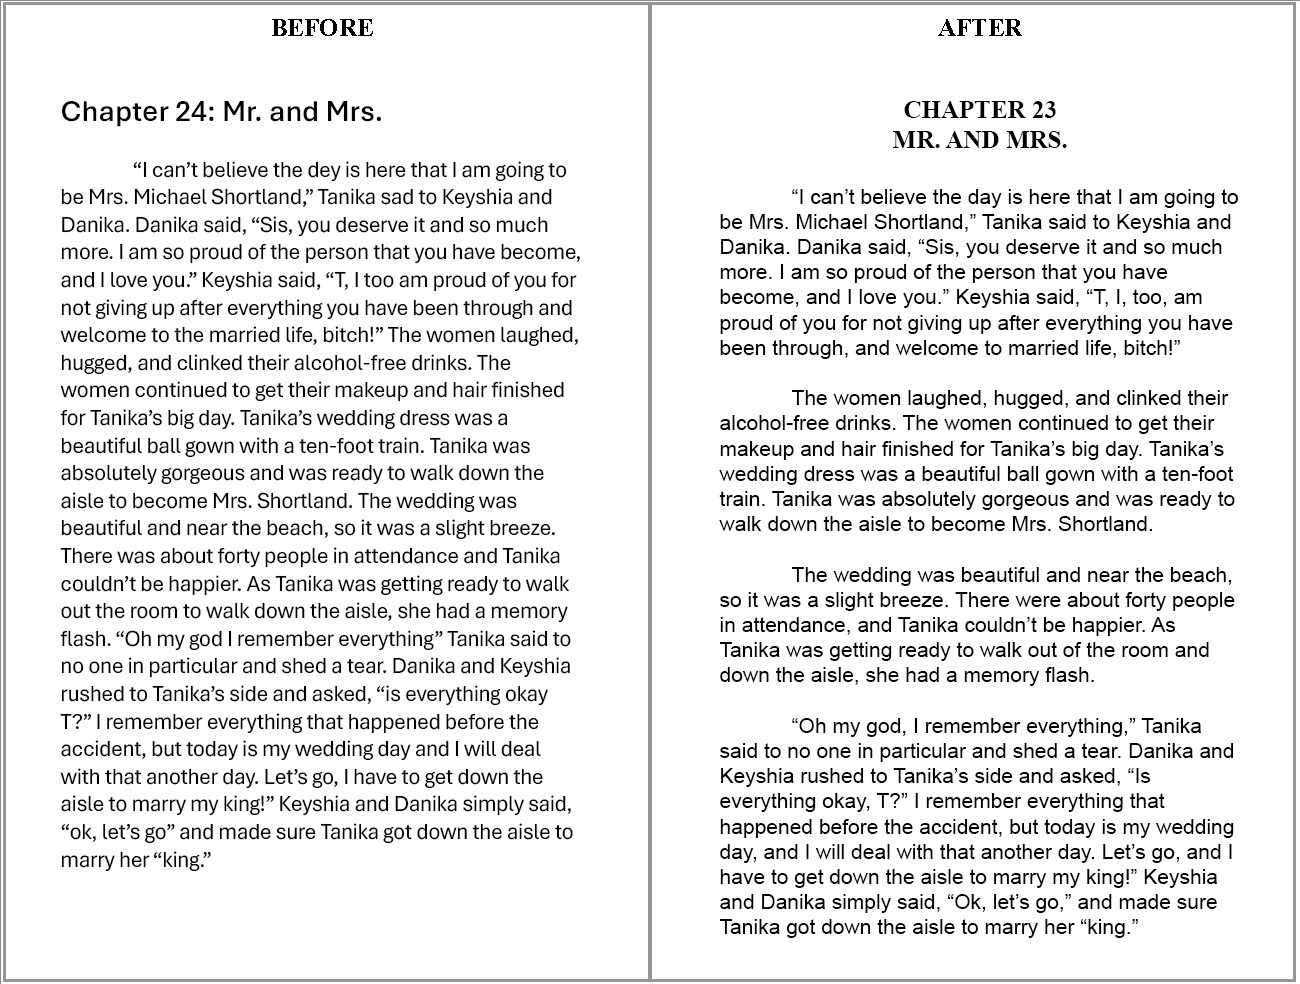 BEFORE
Chapter 24: Mr. and Mrs.
“I can’t believe the dey is here that I am going to
be Mrs. Michael Shortland,” Tanika sad to Keyshia and
Danika. Danika said, “Sis, you deserve it and so much
more. I am so proud of the person that you have become,
and I love you.” Keyshia said, “T, I too am proud of you for
not giving up after everything you have been through and
welcome to the married life, bitch!” The women laughed,
hugged, and clinked their alcohol-free drinks. The
women continued to get their makeup and hair finished
for Tanika’s big day. Tanika’s wedding dress was a
beautiful ball gown with a ten-foot train. Tanika was
absolutely gorgeous and was ready to walk down the
aisle to become Mrs. Shortland. The wedding was
beautiful and near the beach, so it was a slight breeze.
There was about forty people in attendance and Tanika
couldn’t be happier. As Tanika was getting ready to walk
out the room to walk down the aisle, she had a memory
flash. “Oh my god I remember everything” Tanika said to
no one in particular and shed a tear. Danika and Keyshia
rushed to Tanika’s side and asked, “is everything okay
T?” I remember everything that happened before the
accident, but today is my wedding day and I will deal
with that another day. Let’s go, I have to get down the
aisle to marry my king!” Keyshia and Danika simply said,
“ok, let’s go” and made sure Tanika got down the aisle to
marry her “king.”
AFTER
CHAPTER 23
MR. AND MRS.
“I can’t believe the day is here that I am going to
be Mrs. Michael Shortland,” Tanika said to Keyshia and
Danika. Danika said, “Sis, you deserve it and so much
more. I am so proud of the person that you have
become, and I love you.” Keyshia said, “T, I, too, am
proud of you for not giving up after everything you have
been through, and welcome to married life, bitch!”
The women laughed, hugged, and clinked their
alcohol-free drinks. The women continued to get their
makeup and hair finished for Tanika’s big day. Tanika’s
wedding dress was a beautiful ball gown with a ten-foot
train. Tanika was absolutely gorgeous and was ready to
walk down the aisle to become Mrs. Shortland.
The wedding was beautiful and near the beach,
so it was a slight breeze. There were about forty people
in attendance, and Tanika couldn’t be happier. As
Tanika was getting ready to walk out of the room and
down the aisle, she had a memory flash.
“Oh my god, I remember everything,” Tanika
said to no one in particular and shed a tear. Danika and
Keyshia rushed to Tanika’s side and asked, “Is
everything okay, T?” I remember everything that
happened before the accident, but today is my wedding
day, and I will deal with that another day. Let’s go, and I
have to get down the aisle to marry my king!” Keyshia
and Danika simply said, “Ok, let’s go,” and made sure
Tanika got down the aisle to marry her “king.”